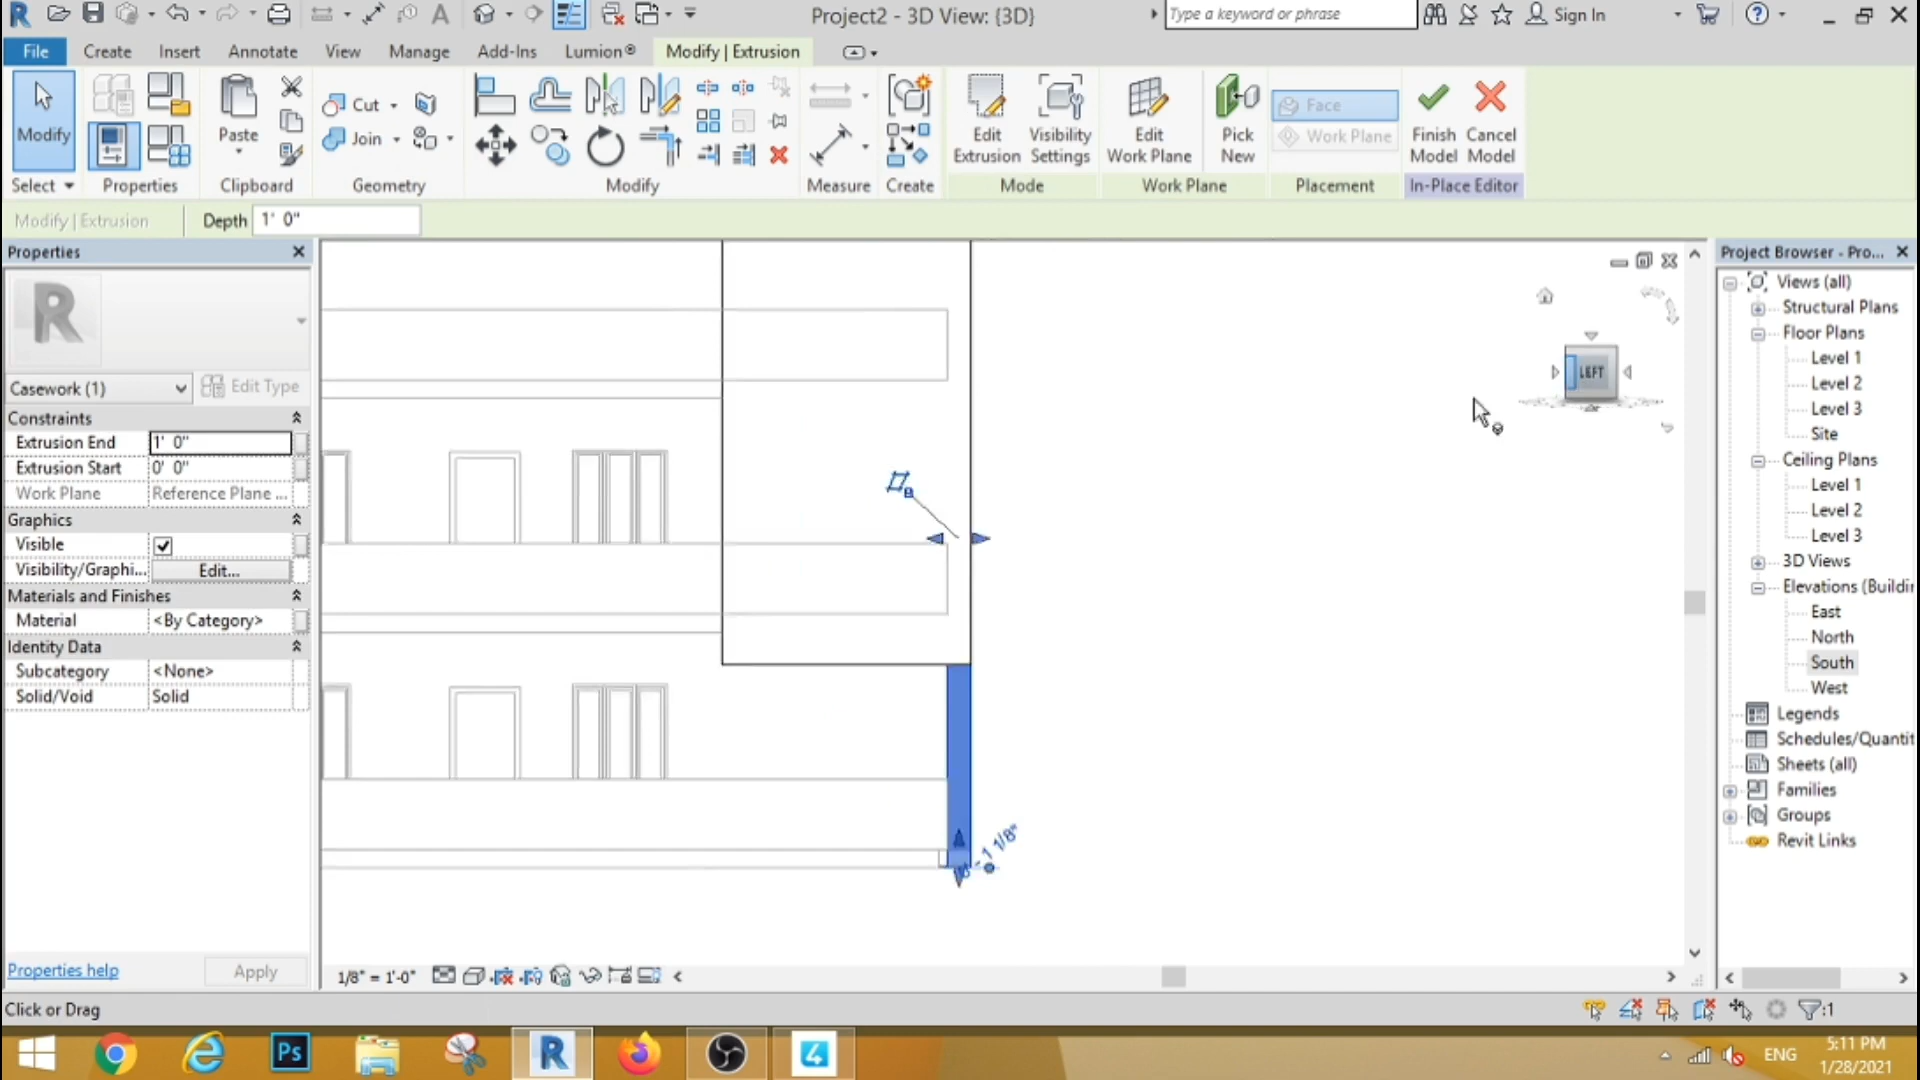 Project2 - 3D View: {3D}
Type a keyword or phrase
Sign In
File
Create
Insert
Annotate
View
Manage
Add-Ins
Lumion®
Modify | Extrusion
Modify
Paste
Cut
Join
Edit
Extrusion
Visibility
Settings
Edit
Work Plane
Pick
New
Face
Work Plane
Finish
Model
Cancel
Model
Select
Properties
Clipboard
Geometry
Modify
Measure
Create
Mode
Work Plane
Placement
In-Place Editor
Modify | Extrusion
Depth
1' 0"
Properties
Casework (1)
Edit Type
Constraints
Extrusion End
1' 0"
Extrusion Start
0' 0"
Work Plane
Reference Plane ...
Graphics
Visible
Visibility/Graphi...
Edit...
Materials and Finishes
Material
<By Category>
Identity Data
Subcategory
<None>
Solid/Void
Solid
Properties help
Apply
LEFT
- 1 1/8"
1/8" = 1'-0"
Project Browser - Pro...
Views (all)
Structural Plans
Floor Plans
Level 1
Level 2
Level 3
Site
Ceiling Plans
Level 1
Level 2
Level 3
3D Views
Elevations (Buildin
East
North
South
West
Legends
Schedules/Quantit
Sheets (all)
Families
Groups
Revit Links
Click or Drag
:1
Ps
R
4
ENG
5:11 PM
1/28/2021